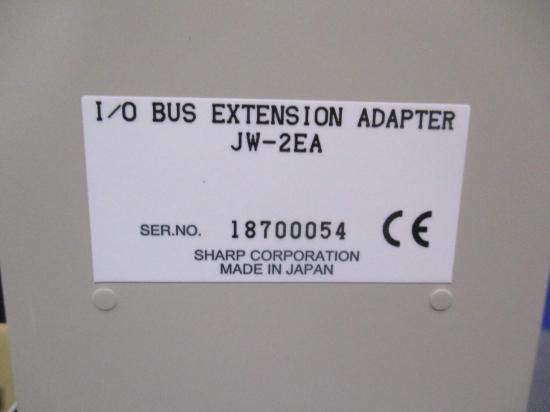 I/O BUS EXTENSION ADAPTER
JW-2EA
SER.NO. 18700054 CE
SHARP CORPORATION
MADE IN JAPAN